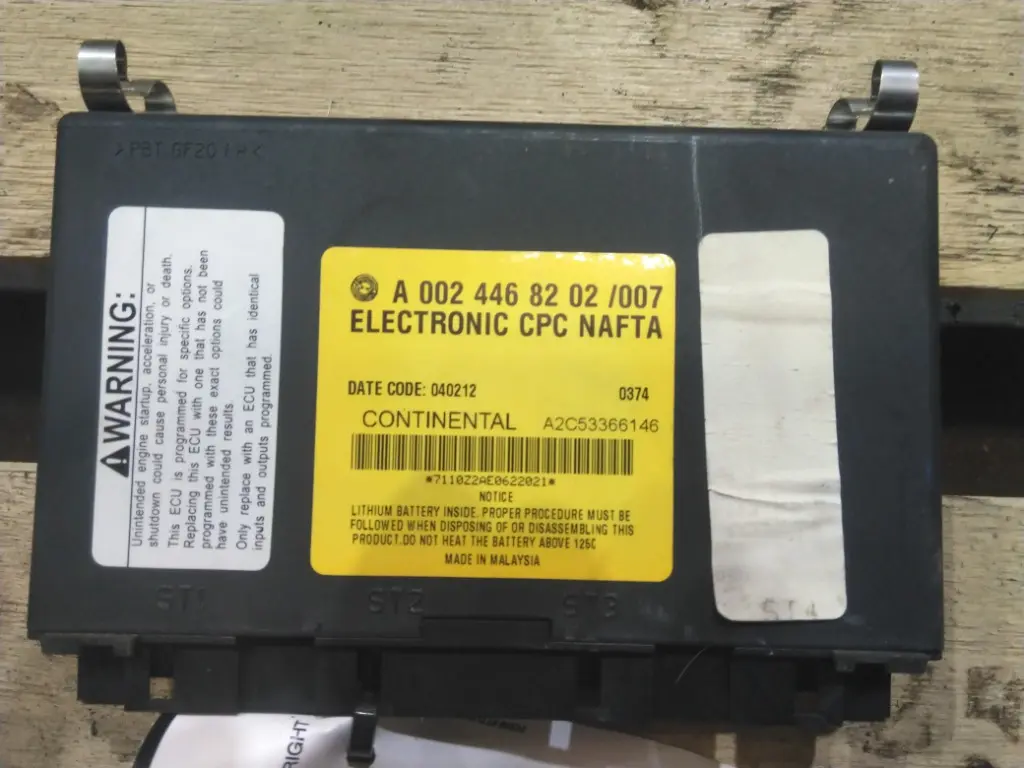 >PBT GF20
WARNING:
Unintended engine startup, acceleration, or
shutdown could cause personal injury or death.
This ECU is programmed for specific options.
Replacing this ECU with one that has not been
programmed with these exact options could
have unintended results.
Only replace with an ECU that has identical
inputs and outputs programmed.
A 002 446 82 02 /007
ELECTRONIC CPC NAFTA
DATE CODE: 040212 0374
CONTINENTAL A2C53366146
*7110Z2AE0622021*
NOTICE
LITHIUM BATTERY INSIDE. PROPER PROCEDURE MUST BE
FOLLOWED WHEN DISPOSING OF OR DISASSEMBLING THIS
PRODUCT.DO NOT HEAT THE BATTERY ABOVE 126C
MADE IN MALAYSIA
ST1 ST2 ST3 ST4
RIGHT